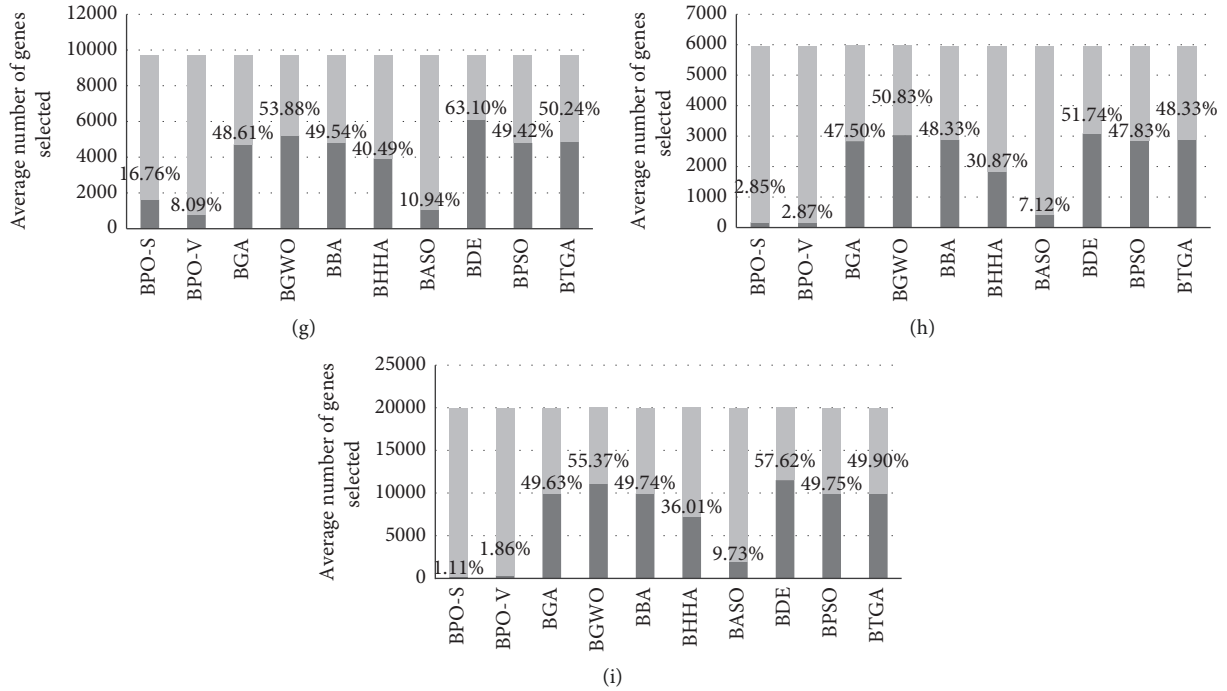 Average number of genes
selected
12000
10000
8000
6000
4000
2000
0
16.76%
8.09%
48.61%
53.88%
49.54%
40.49%
10.94%
63.10%
49.42%
50.24%
BPO-S
BPO-V
BGA
BGWO
BBA
BHHA
BASO
BDE
BPSO
BTGA
(g)
Average number of genes
selected
7000
6000
5000
4000
3000
2000
1000
0
2.85%
2.87%
47.50%
50.83%
48.33%
30.87%
7.12%
51.74%
47.83%
48.33%
BPO-S
BPO-V
BGA
BGWO
BBA
BHHA
BASO
BDE
BPSO
BTGA
(h)
Average number of genes
selected
25000
20000
15000
10000
5000
0
1.11%
1.86%
49.63%
55.37%
49.74%
36.01%
9.73%
57.62%
49.75%
49.90%
BPO-S
BPO-V
BGA
BGWO
BBA
BHHA
BASO
BDE
BPSO
BTGA
(i)